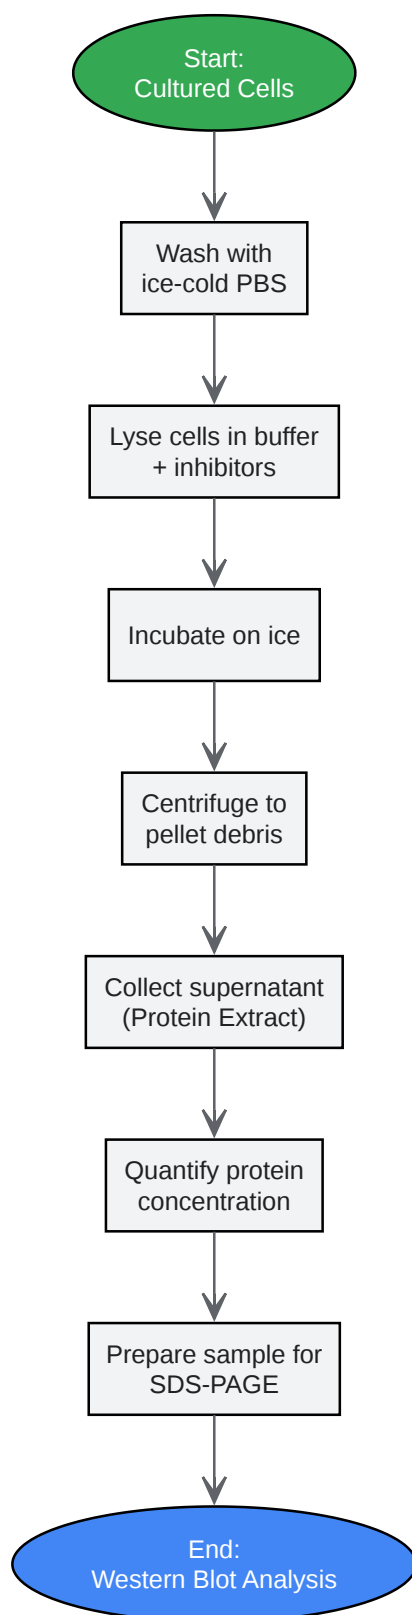 Start:
Cultured Cells
Wash with
ice-cold PBS
Lyse cells in buffer
+ inhibitors
Incubate on ice
Centrifuge to
pellet debris
Collect supernatant
(Protein Extract)
Quantify protein
concentration
Prepare sample for
SDS-PAGE
End:
Western Blot Analysis